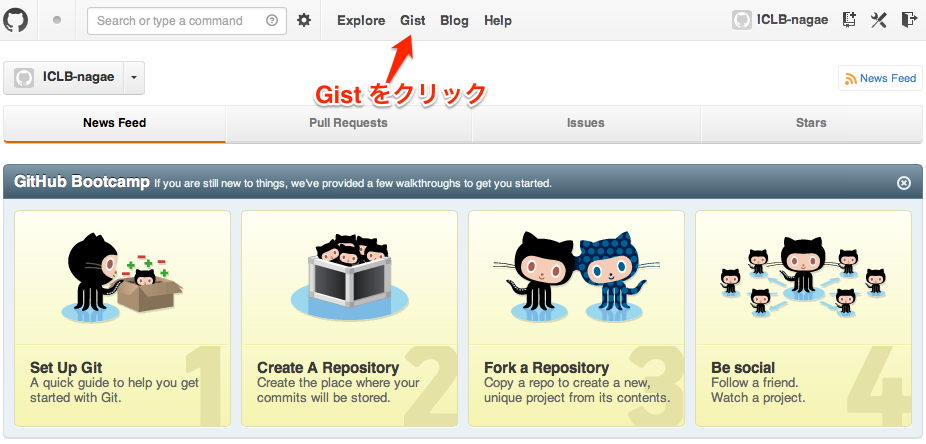 Search or type a command
Explore Gist Blog Help
ICLB-nagae
Gist をクリック
ICLB-nagae
News Feed
News Feed Pull Requests Issues Stars
GitHub Bootcamp If you are still new to things, we've provided a few walkthroughs to get you started.
1
Set Up Git
A quick guide to help you get
started with Git.
2
Create A Repository
Create the place where your
commits will be stored.
3
Fork a Repository
Copy a repo to create a new,
unique project from its contents.
4
Be social
Follow a friend.
Watch a project.